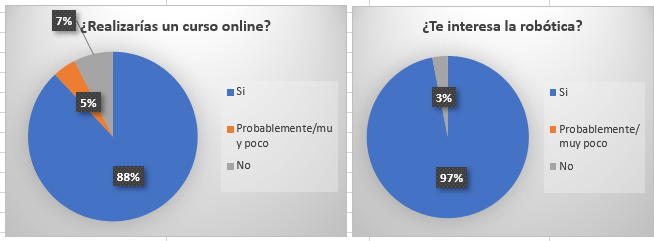 ¿Realizarías un curso online?
7%
5%
88%
Si
Probablemente/mu
y poco
No
¿Te interesa la robótica?
3%
97%
Si
Probablemente/
muy poco
No